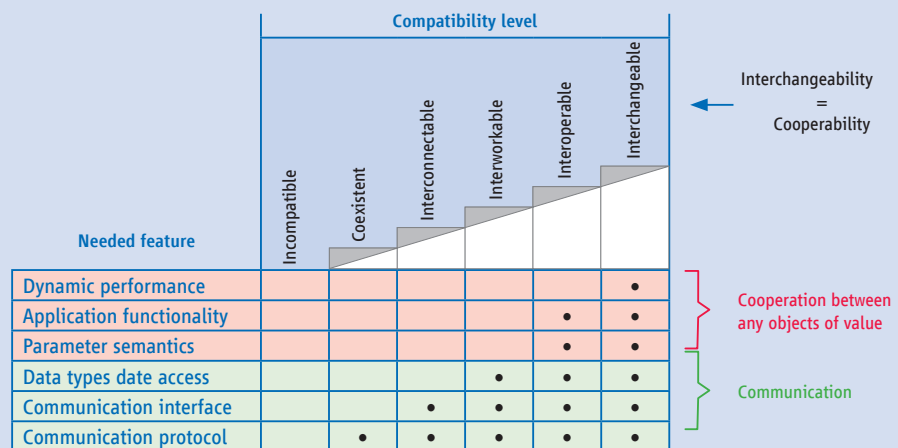 Compatibility level
Incompatible
Coexistent
Interconnectable
Interworkable
Interoperable
Interchangeable
Interchangeability
=
Cooperability
Needed feature
Dynamic performance •
Application functionality • •
Parameter semantics • •
Data types date access • • •
Communication interface • • • •
Communication protocol • • • • •
Cooperation between
any objects of value
Communication